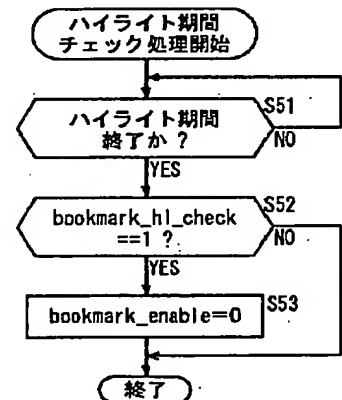 ハイライト期間
チェック処理開始
S51
ハイライト期間
終了か？
NO
YES
S52
bookmark_hl_check
==1 ?
NO
YES
S53
bookmark_enable=0
終了